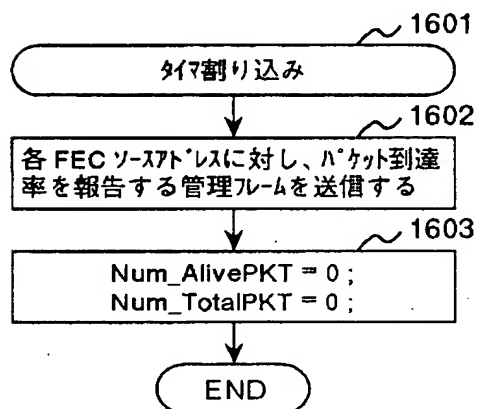 1601
タイマ割り込み
1602
各 FEC ソースアドレスに対し、パケット到達
率を報告する管理フレームを送信する
1603
Num_AlivePKT = 0 ;
Num_TotalPKT = 0 ;
END